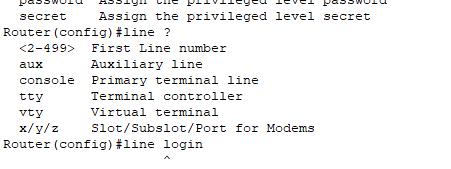 password  Assign the privileged level password
secret    Assign the privileged level secret
Router(config)#line ?
<2-499>  First Line number
aux      Auxiliary line
console  Primary terminal line
tty      Terminal controller
vty      Virtual terminal
x/y/z    Slot/Subslot/Port for Modems
Router(config)#line login
^